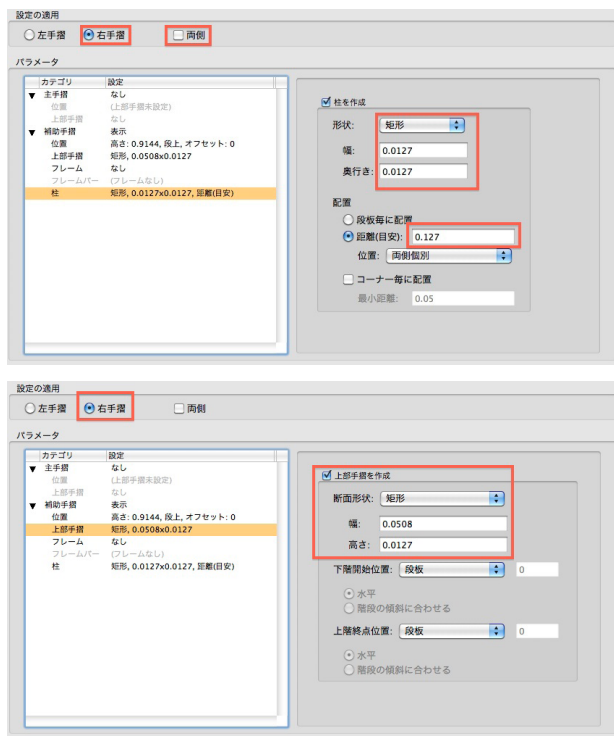 設定の適用
左手摺 右手摺 両側
パラメータ
カテゴリ 設定
主手摺 なし
位置 (上部手摺未設定)
上部手摺 なし
補助手摺 表示
位置 高さ: 0.9144, 段上, オフセット: 0
上部手摺 矩形, 0.0508x0.0127
フレーム なし
フレームバー (フレームなし)
柱 矩形, 0.0127x0.0127, 距離(目安)
柱を作成
形状: 矩形
幅: 0.0127
奥行き: 0.0127
配置
段板毎に配置
距離(目安): 0.127
位置: 両側個別
コーナー毎に配置
最小距離: 0.05
設定の適用
左手摺 右手摺 両側
パラメータ
カテゴリ 設定
主手摺 なし
位置 (上部手摺未設定)
上部手摺 なし
補助手摺 表示
位置 高さ: 0.9144, 段上, オフセット: 0
上部手摺 矩形, 0.0508x0.0127
フレーム なし
フレームバー (フレームなし)
柱 矩形, 0.0127x0.0127, 距離(目安)
上部手摺を作成
断面形状: 矩形
幅: 0.0508
高さ: 0.0127
下階開始位置: 段板 0
水平
階段の傾斜に合わせる
上階終点位置: 段板 0
水平
階段の傾斜に合わせる